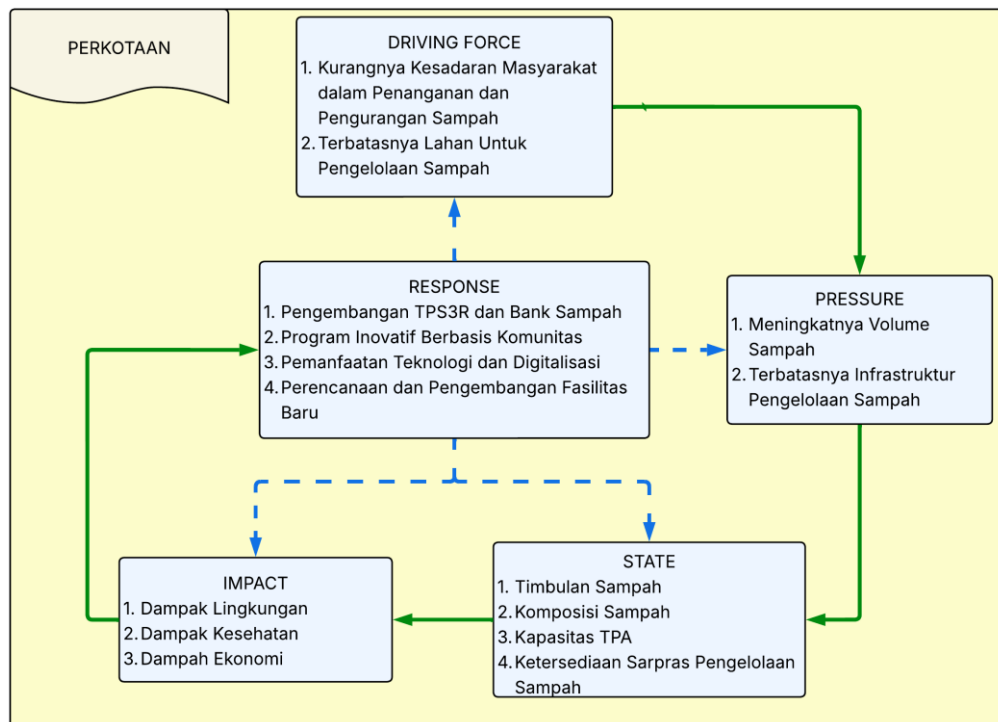 PERKOTAAN
DRIVING FORCE
1. Kurangnya Kesadaran Masyarakat
dalam Penanganan dan
Pengurangan Sampah
2. Terbatasnya Lahan Untuk
Pengelolaan Sampah
RESPONSE
1. Pengembangan TPS3R dan Bank Sampah
2. Program Inovatif Berbasis Komunitas
3. Pemanfaatan Teknologi dan Digitalisasi
4. Perencanaan dan Pengembangan Fasilitas
Baru
PRESSURE
1. Meningkatnya Volume
Sampah
2. Terbatasnya Infrastruktur
Pengelolaan Sampah
IMPACT
1. Dampak Lingkungan
2. Dampak Kesehatan
3. Dampah Ekonomi
STATE
1. Timbulan Sampah
2. Komposisi Sampah
3. Kapasitas TPA
4. Ketersediaan Sarpras Pengelolaan
Sampah